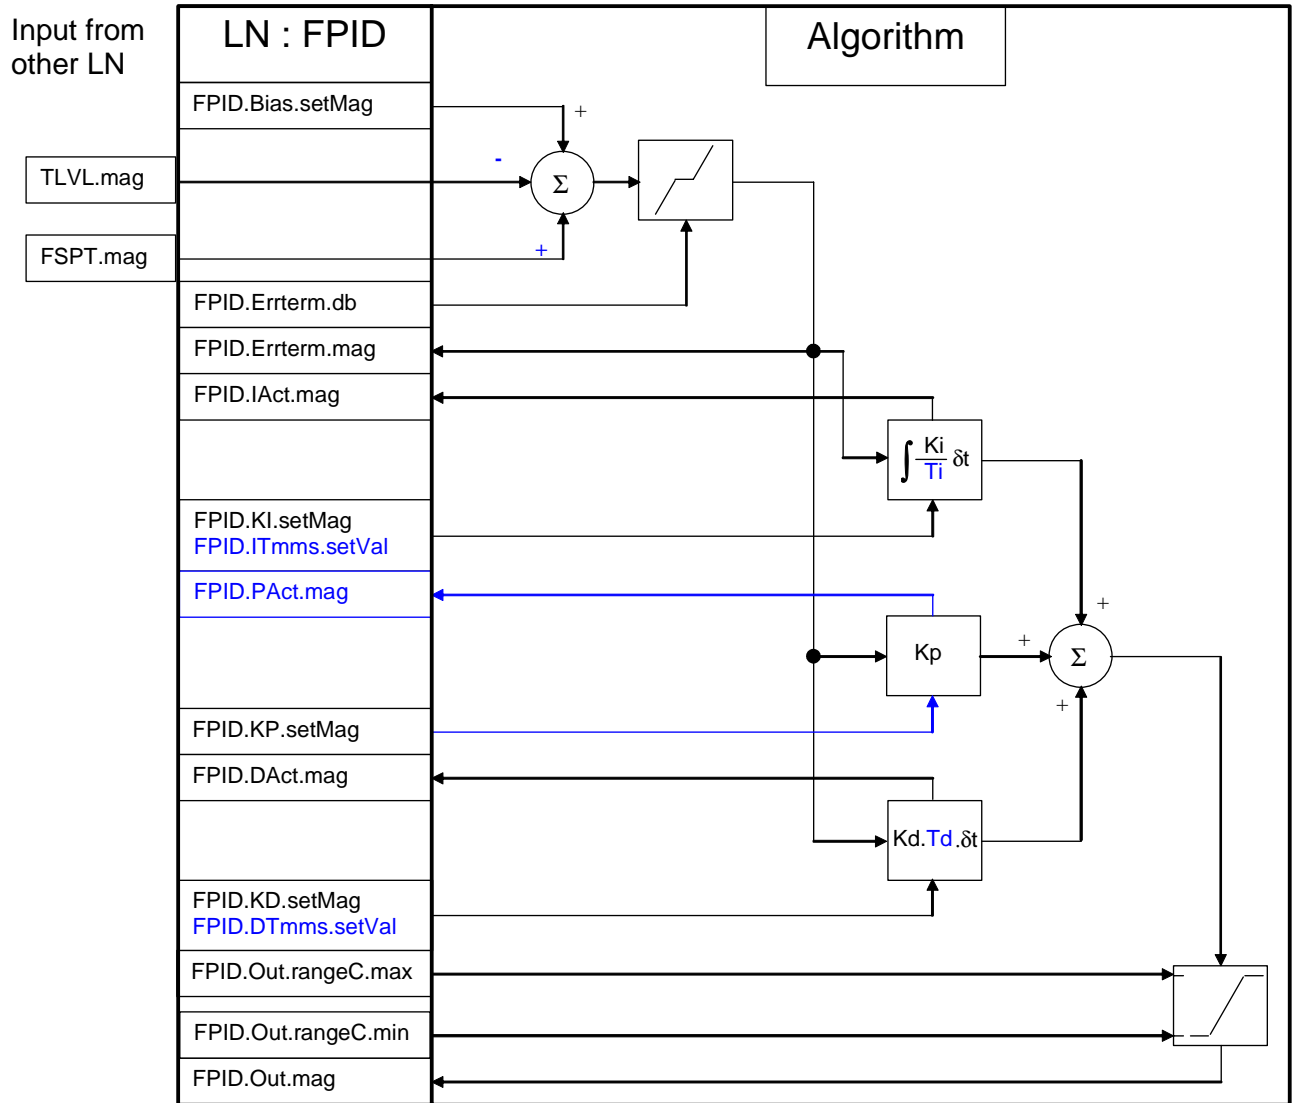 Input from
other LN
LN : FPID
Algorithm
FPID.Bias.setMag
+
TLVL.mag
-
Σ
FSPT.mag
+
FPID.Errterm.db
FPID.Errterm.mag
FPID.IAct.mag
∫ Ki/Ti δt
FPID.KI.setMag
FPID.ITmms.setVal
FPID.PAct.mag
+
Kp
+
Σ
+
FPID.KP.setMag
FPID.DAct.mag
Kd.Td.δt
FPID.KD.setMag
FPID.DTmms.setVal
FPID.Out.rangeC.max
FPID.Out.rangeC.min
FPID.Out.mag